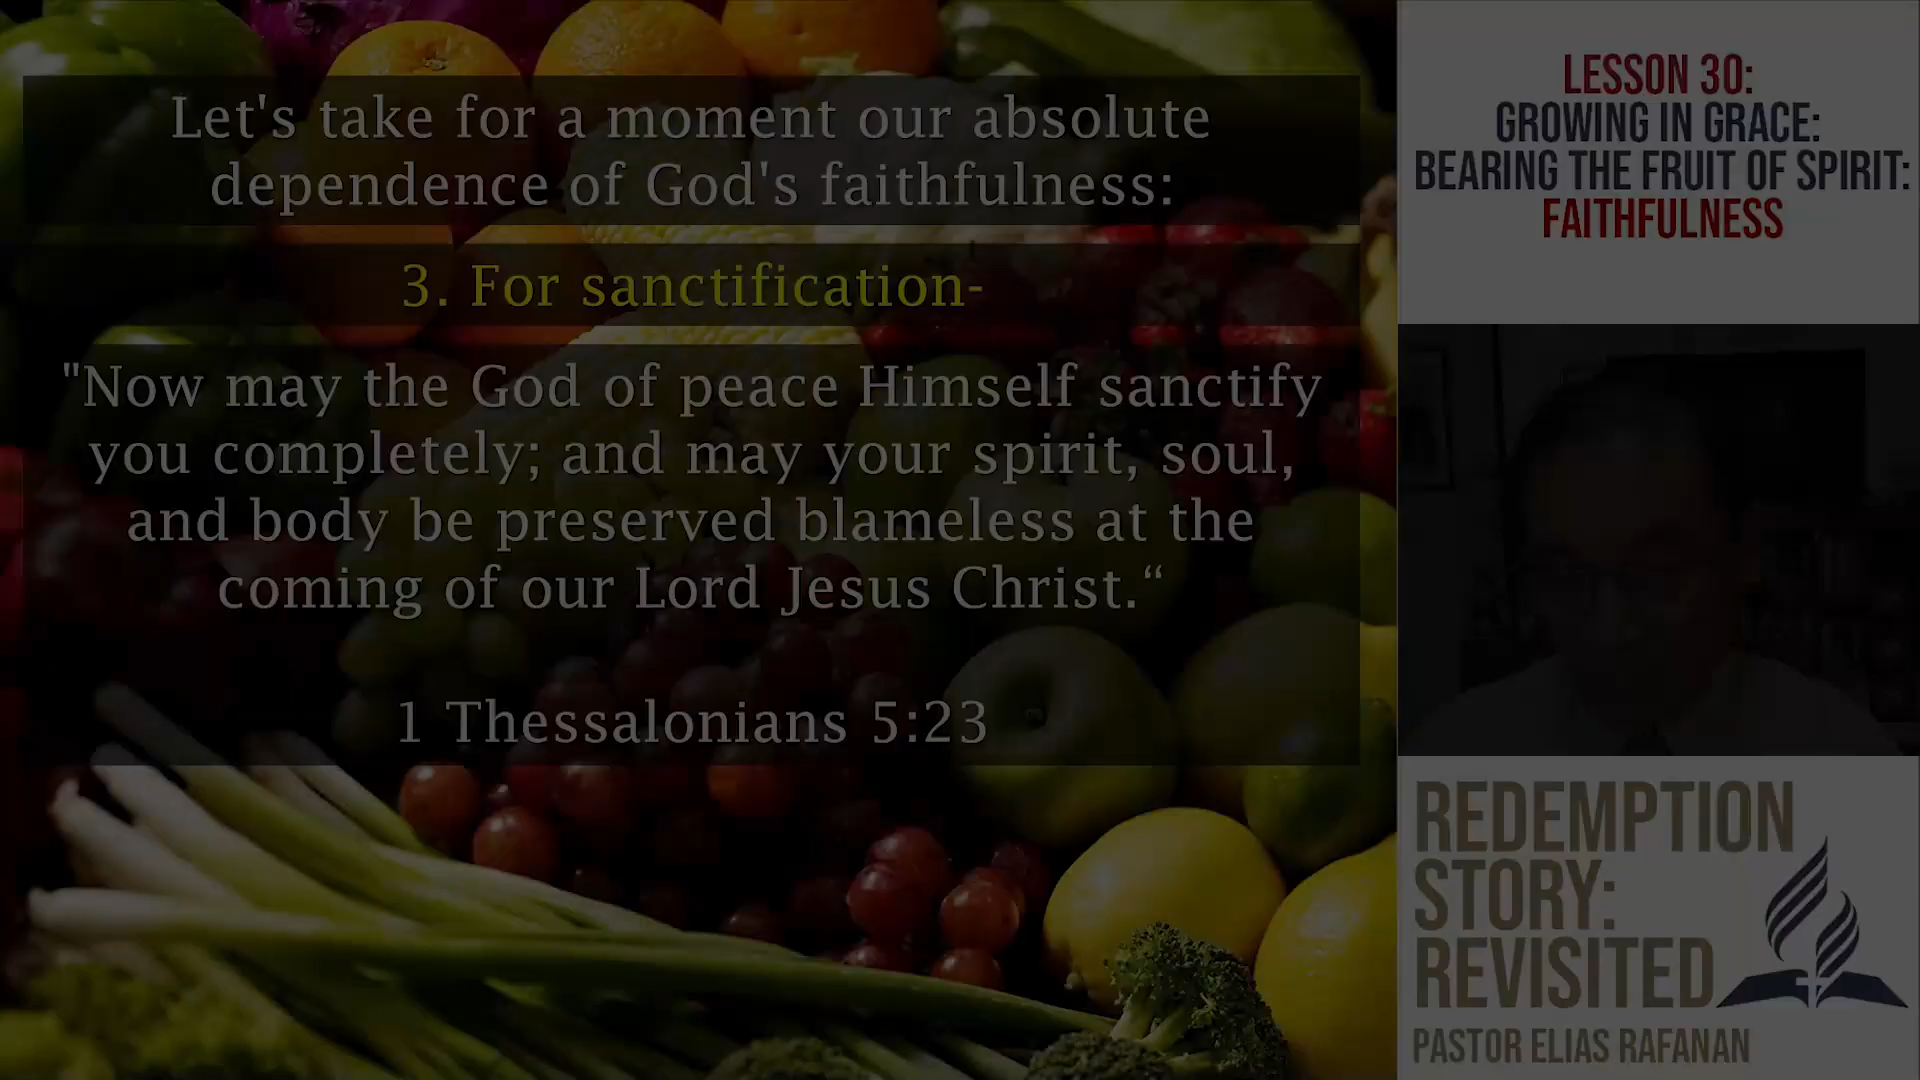 Let's take for a moment our absolute
dependence of God's faithfulness:
3. For sanctification-
"Now may the God of peace Himself sanctify
you completely; and may your spirit, soul,
and body be preserved blameless at the
coming of our Lord Jesus Christ.“
1 Thessalonians 5:23
LESSON 30:
GROWING IN GRACE:
BEARING THE FRUIT OF SPIRIT:
FAITHFULNESS
REDEMPTION
STORY:
REVISITED
PASTOR ELIAS RAFANAN